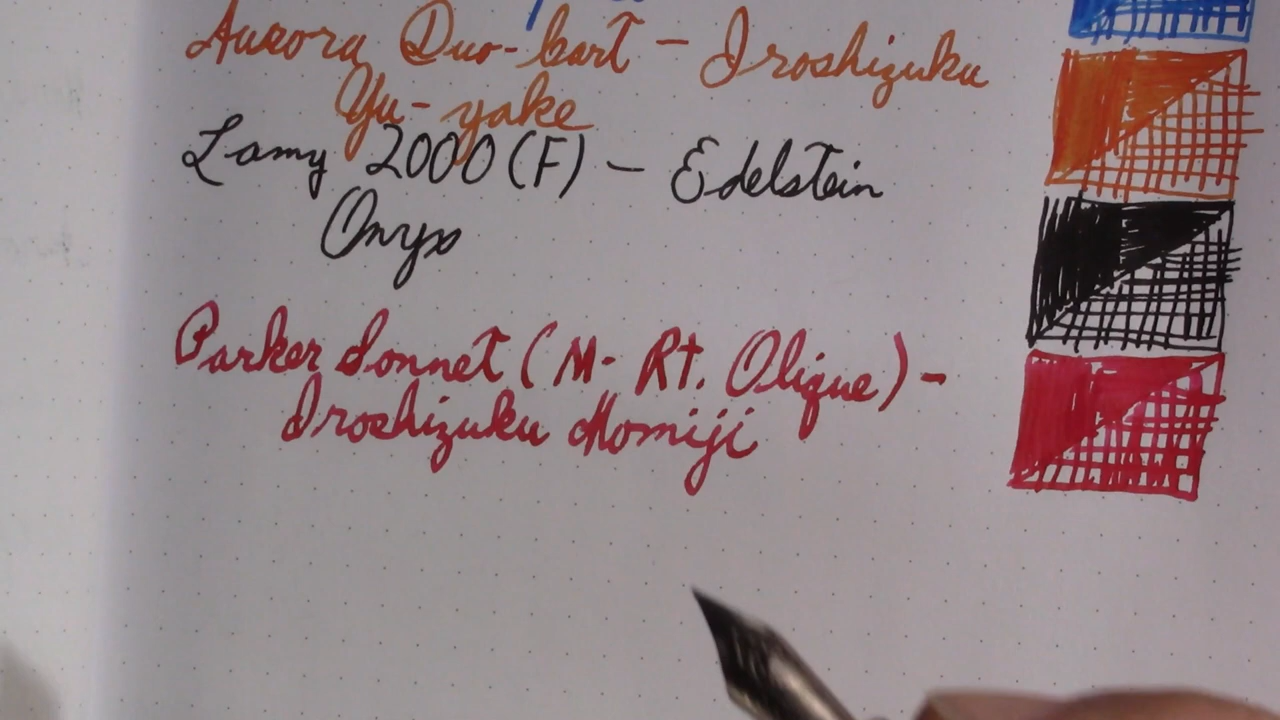 Aurora Duo-Cart - Iroshizuku
Yu-yake
Lamy 2000 (F) - Edelstein
Onyx
Parker Sonnet (M- Rt. Olique) -
Iroshizuku Momiji